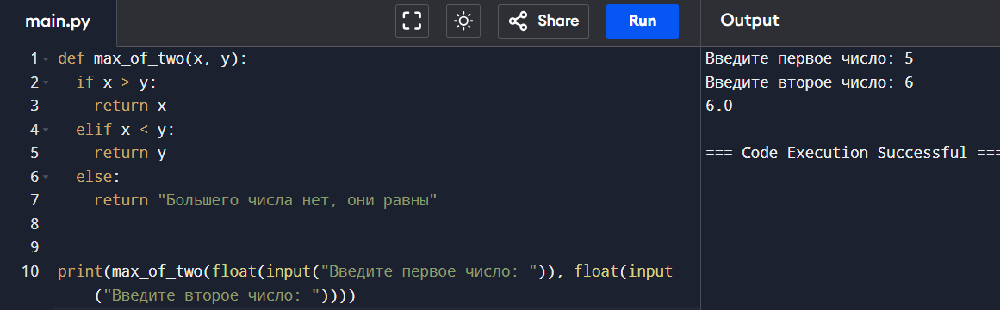 main.py
Share
Run
Output
1 def max_of_two(x, y):
2   if x > y:
3     return x
4   elif x < y:
5     return y
6   else:
7     return "Большего числа нет, они равны"
8
9
10 print(max_of_two(float(input("Введите первое число: ")), float(input
    ("Введите второе число: "))))
Введите первое число: 5
Введите второе число: 6
6.0
=== Code Execution Successful ===